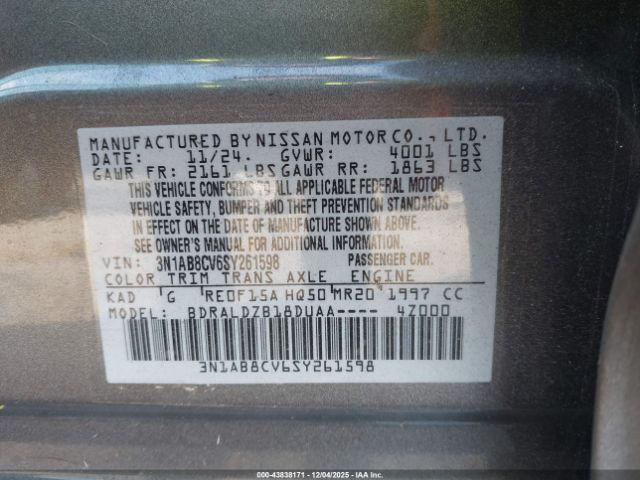 MANUFACTURED BY NISSAN MOTOR CO., LTD.
DATE: 11/24. GVWR: 4001 LBS
GAWR FR: 2161 LBS GAWR RR: 1863 LBS
THIS VEHICLE CONFORMS TO ALL APPLICABLE FEDERAL MOTOR
VEHICLE SAFETY, BUMPER AND THEFT PREVENTION STANDARDS
IN EFFECT ON THE DATE OF MANUFACTURE SHOWN ABOVE.
SEE OWNER'S MANUAL FOR ADDITIONAL INFORMATION.
VIN: 3N1AB8CV6SY261598 PASSENGER CAR.
COLOR TRIM TRANS AXLE ENGINE
KAD G RE0F15A HQ50 MR20 1997 CC
MODEL: BDRALDZB18DUAA---- 4Z000
3N1AB8CV6SY261598
000-43838171 12/04/2025 IAAI.COM